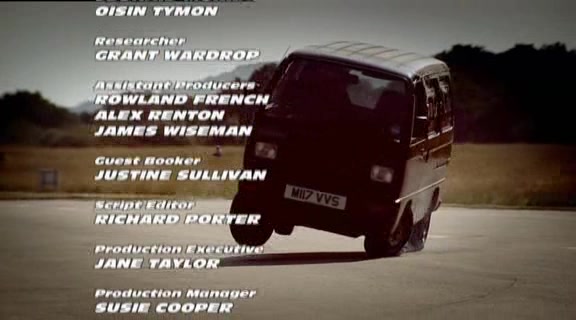 OISIN TYMON
Researcher
GRANT WARDROP
Assistant Producers
ROWLAND FRENCH
ALEX RENTON
JAMES WISEMAN
Guest Booker
JUSTINE SULLIVAN
Script Editor
RICHARD PORTER
Production Executive
JANE TAYLOR
Production Manager
SUSIE COOPER
M117 VVS